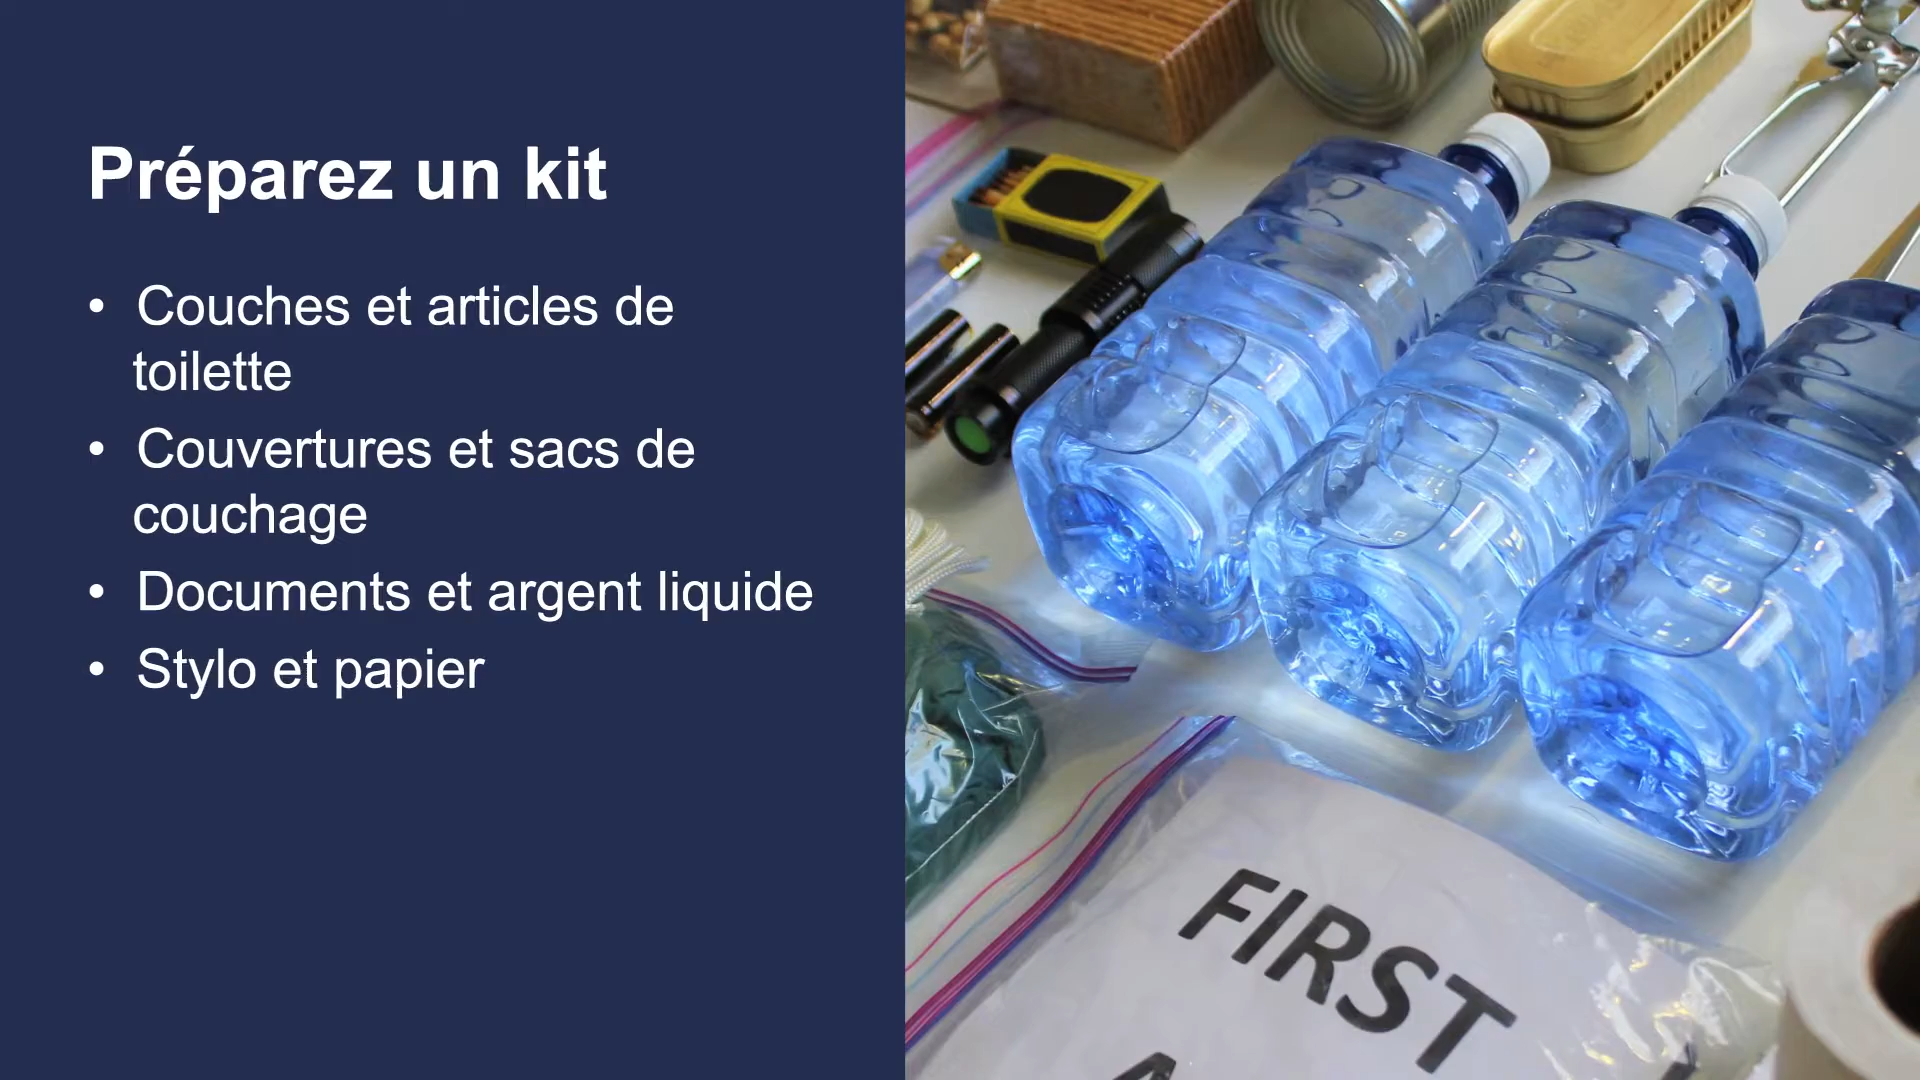 Préparez un kit
• Couches et articles de
toilette
• Couvertures et sacs de
couchage
• Documents et argent liquide
• Stylo et papier
FIRST